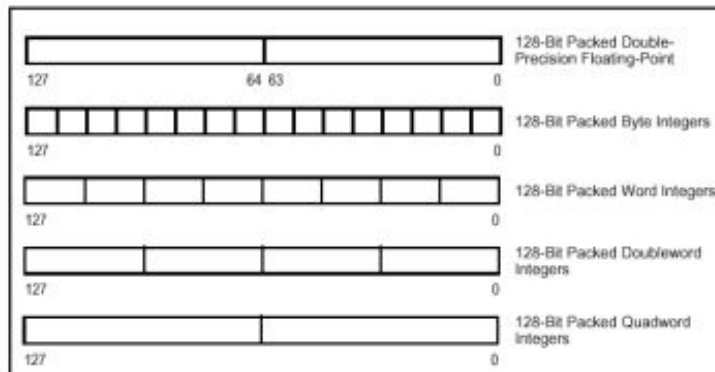 128-Bit Packed Double-
Precision Floating-Point
127 64 63 0
128-Bit Packed Byte Integers
127 0
128-Bit Packed Word Integers
127 0
128-Bit Packed Doubleword
Integers
127 0
128-Bit Packed Quadword
Integers
127 0